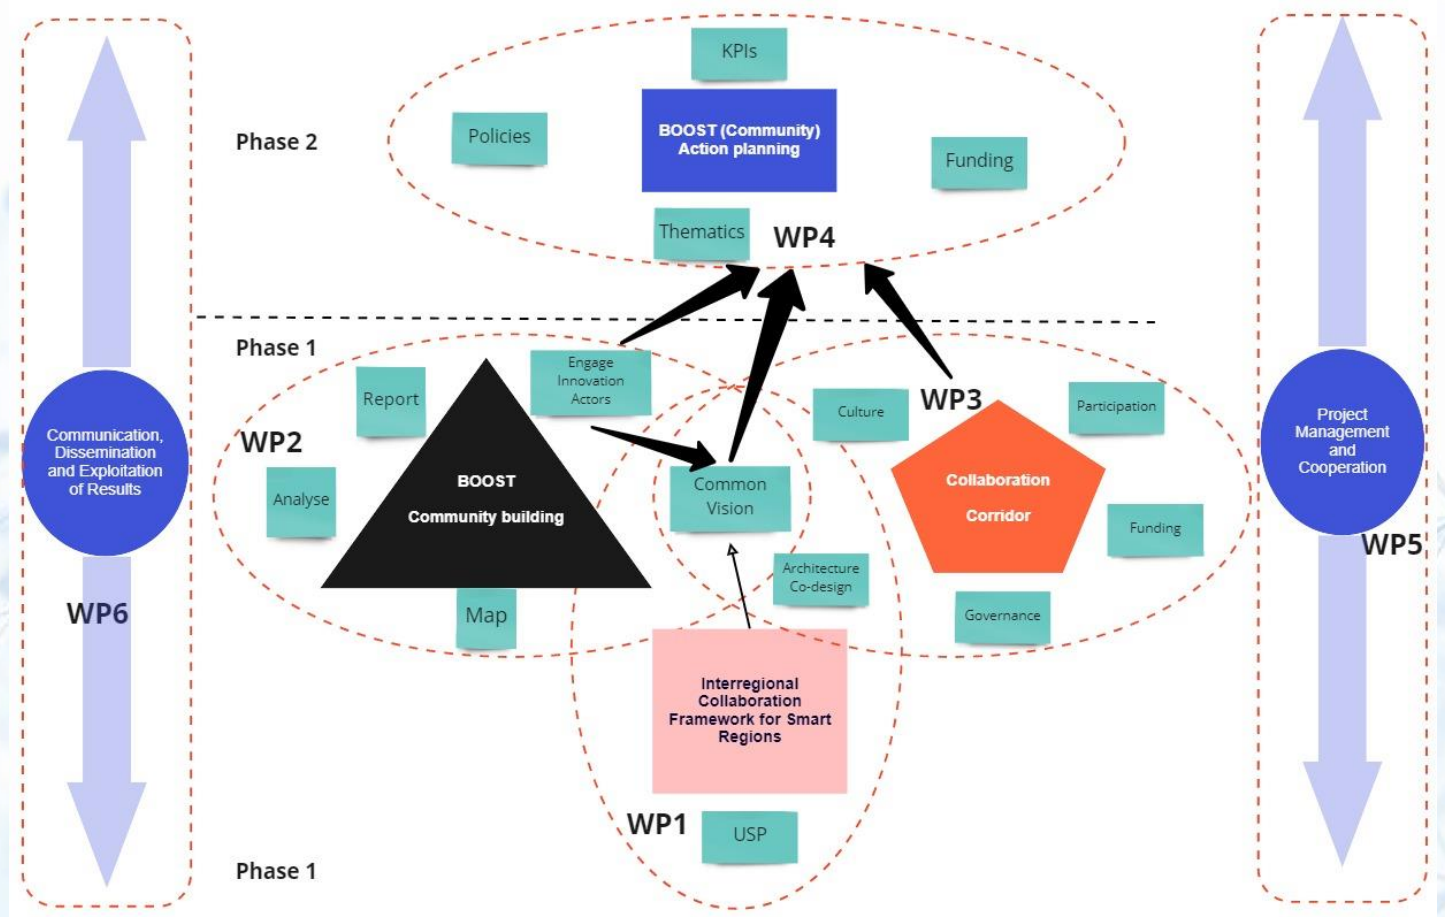 KPIs
Phase 2
Policies
BOOST (Community)
Action planning
Funding
Thematics
WP4
Phase 1
Report
Engage
Innovation
Actors
WP2
Analyse
BOOST
Community building
Map
Common
Vision
Culture
WP3
Participation
Collaboration
Corridor
Funding
Architecture
Co-design
Governance
Communication,
Dissemination
and Exploitation
of Results
WP6
Project
Management
and
Cooperation
WP5
Interregional
Collaboration
Framework for Smart
Regions
WP1
USP
Phase 1